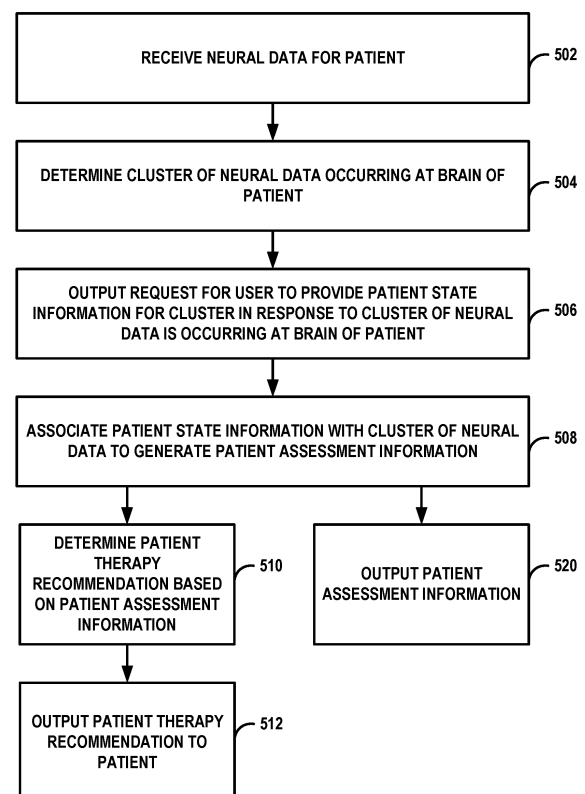 RECEIVE NEURAL DATA FOR PATIENT
502
DETERMINE CLUSTER OF NEURAL DATA OCCURRING AT BRAIN OF
PATIENT
504
OUTPUT REQUEST FOR USER TO PROVIDE PATIENT STATE
INFORMATION FOR CLUSTER IN RESPONSE TO CLUSTER OF NEURAL
DATA IS OCCURRING AT BRAIN OF PATIENT
506
ASSOCIATE PATIENT STATE INFORMATION WITH CLUSTER OF NEURAL
DATA TO GENERATE PATIENT ASSESSMENT INFORMATION
508
DETERMINE PATIENT
THERAPY
RECOMMENDATION BASED
ON PATIENT ASSESSMENT
INFORMATION
510
OUTPUT PATIENT
ASSESSMENT INFORMATION
520
OUTPUT PATIENT THERAPY
RECOMMENDATION TO
PATIENT
512